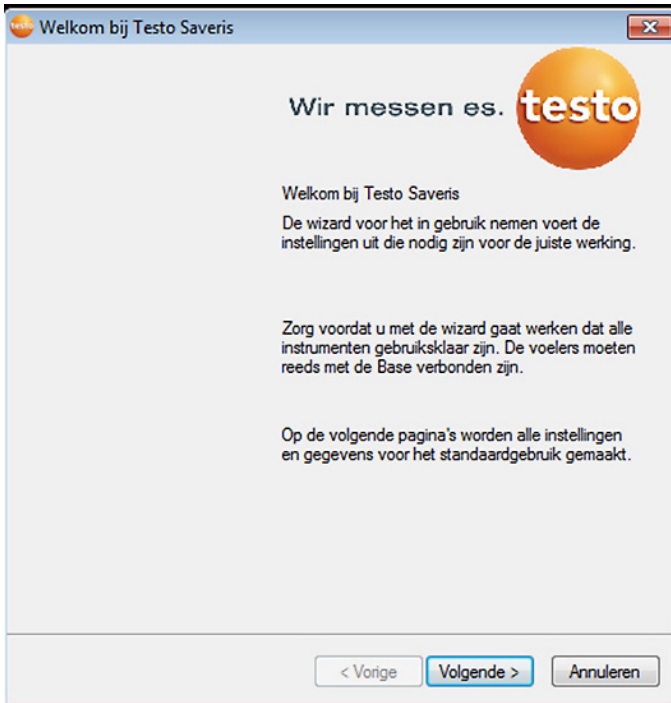 testo Welkom bij Testo Saveris
Wir messen es. testo
Welkom bij Testo Saveris
De wizard voor het in gebruik nemen voert de
instellingen uit die nodig zijn voor de juiste werking.
Zorg voordat u met de wizard gaat werken dat alle
instrumenten gebruiksklaar zijn. De voelers moeten
reeds met de Base verbonden zijn.
Op de volgende pagina's worden alle instellingen
en gegevens voor het standaardgebruik gemaakt.
< Vorige Volgende > Annuleren